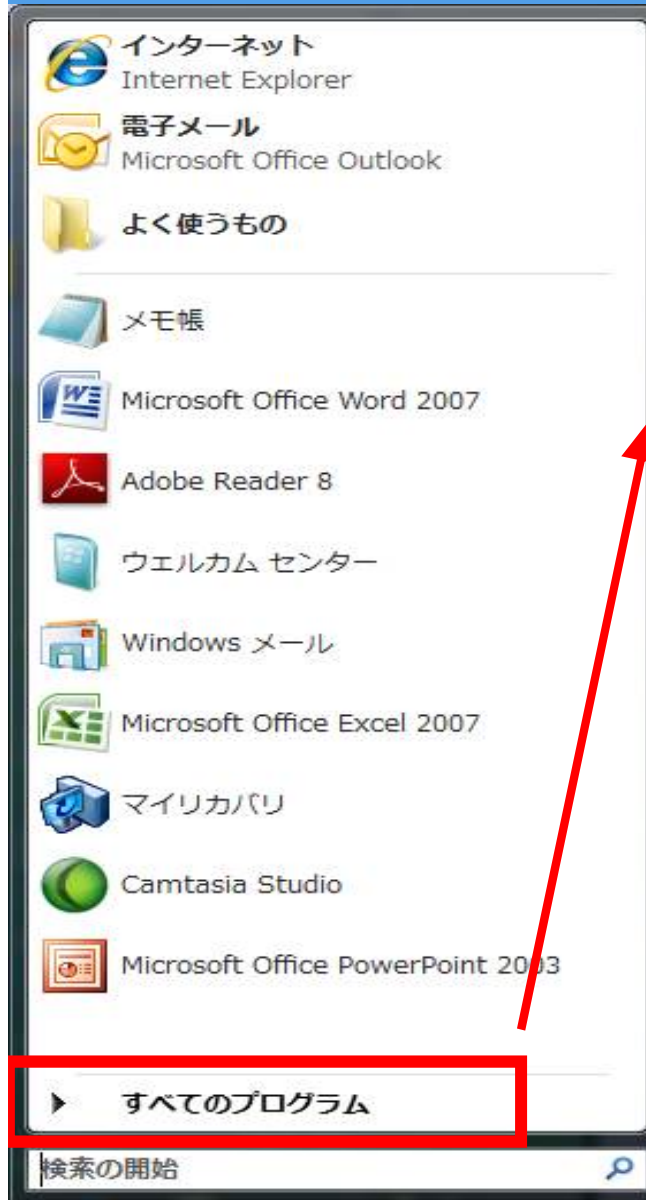 インターネット
Internet Explorer
電子メール
Microsoft Office Outlook
よく使うもの
メモ帳
Microsoft Office Word 2007
Adobe Reader 8
ウェルカム センター
Windows メール
Microsoft Office Excel 2007
マイリカバリ
Camtasia Studio
Microsoft Office PowerPoint 2003
すべてのプログラム
検索の開始